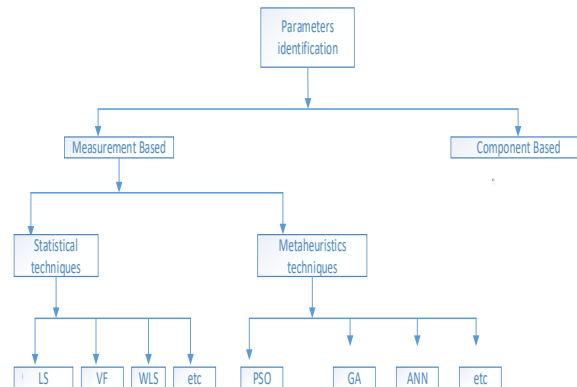 Parameters
identification
Measurement Based
Component Based
Statistical
techniques
Metaheuristics
techniques
LS
VF
WLS
etc
PSO
GA
ANN
etc